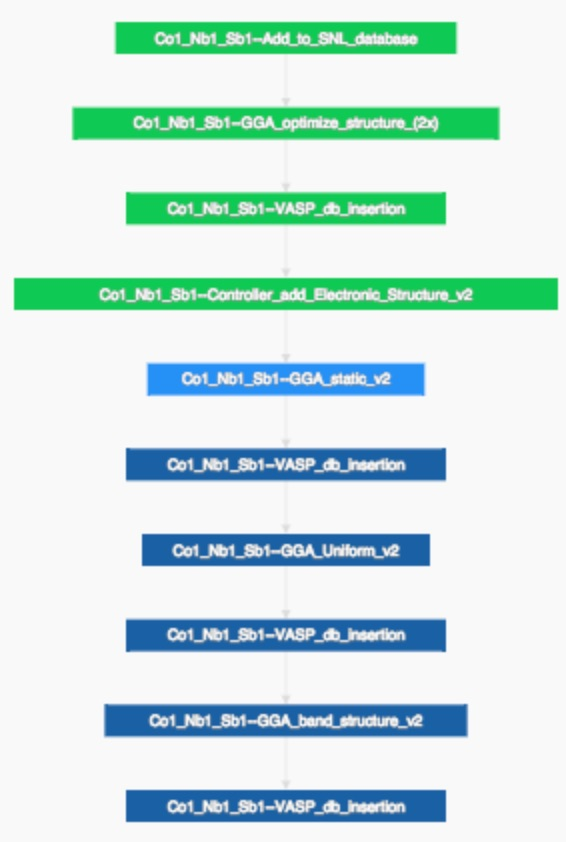 Co1_Nb1_Sb1--Add_to_SNL_database
Co1_Nb1_Sb1--GGA_optimize_structure_(2x)
Co1_Nb1_Sb1--VASP_db_insertion
Co1_Nb1_Sb1--Controller_add_Electronic_Structure_v2
Co1_Nb1_Sb1--GGA_static_v2
Co1_Nb1_Sb1--VASP_db_insertion
Co1_Nb1_Sb1--GGA_Uniform_v2
Co1_Nb1_Sb1--VASP_db_insertion
Co1_Nb1_Sb1--GGA_band_structure_v2
Co1_Nb1_Sb1--VASP_db_insertion